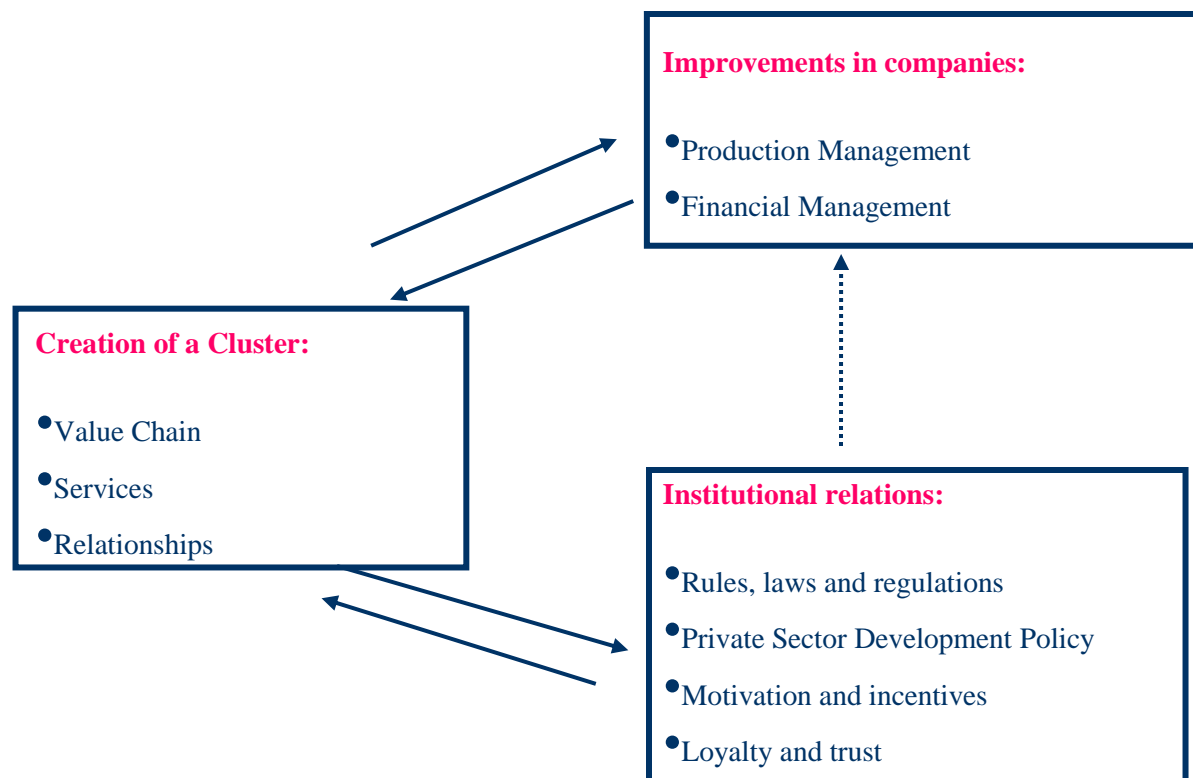 Improvements in companies:
•Production Management
•Financial Management
Creation of a Cluster:
•Value Chain
•Services
•Relationships
Institutional relations:
•Rules, laws and regulations
•Private Sector Development Policy
•Motivation and incentives
•Loyalty and trust